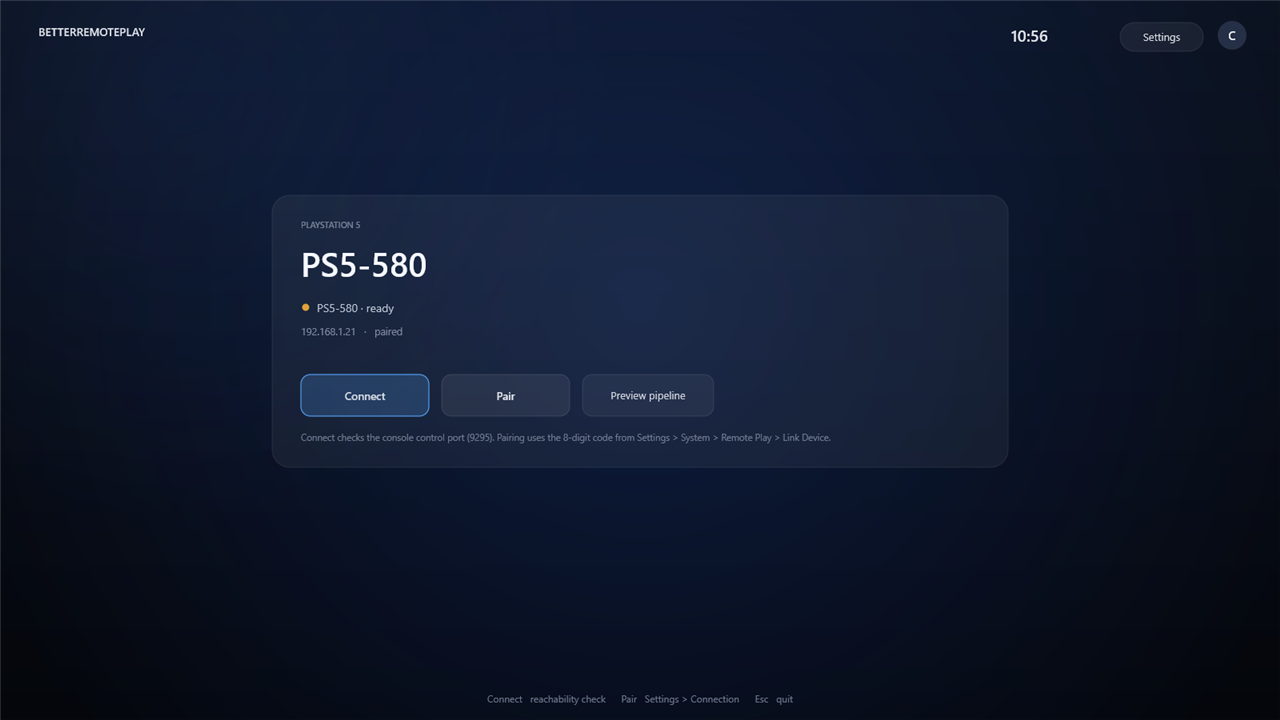 BETTERREMOTEPLAY
10:56
Settings
C
PLAYSTATION 5
PS5-580
PS5-580 · ready
192.168.1.21 · paired
Connect
Pair
Preview pipeline
Connect checks the console control port (9295). Pairing uses the 8-digit code from Settings > System > Remote Play > Link Device.
Connect reachability check Pair Settings > Connection Esc quit